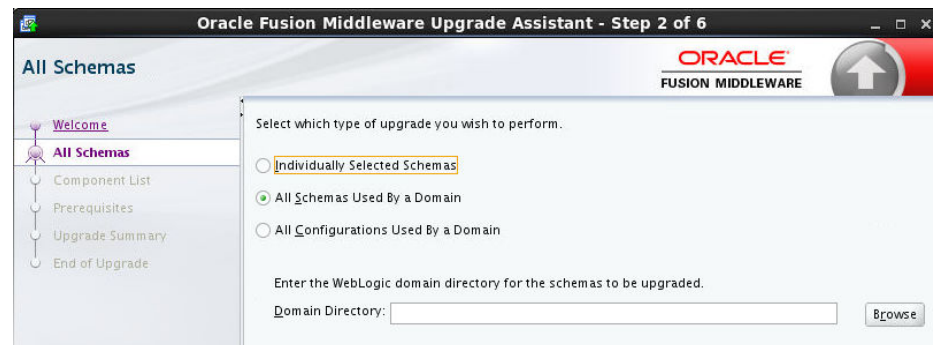 Oracle Fusion Middleware Upgrade Assistant - Step 2 of 6
All Schemas
ORACLE
FUSION MIDDLEWARE
Welcome
All Schemas
Component List
Prerequisites
Upgrade Summary
End of Upgrade
Select which type of upgrade you wish to perform.
Individually Selected Schemas
All Schemas Used By a Domain
All Configurations Used By a Domain
Enter the WebLogic domain directory for the schemas to be upgraded.
Domain Directory:
Browse